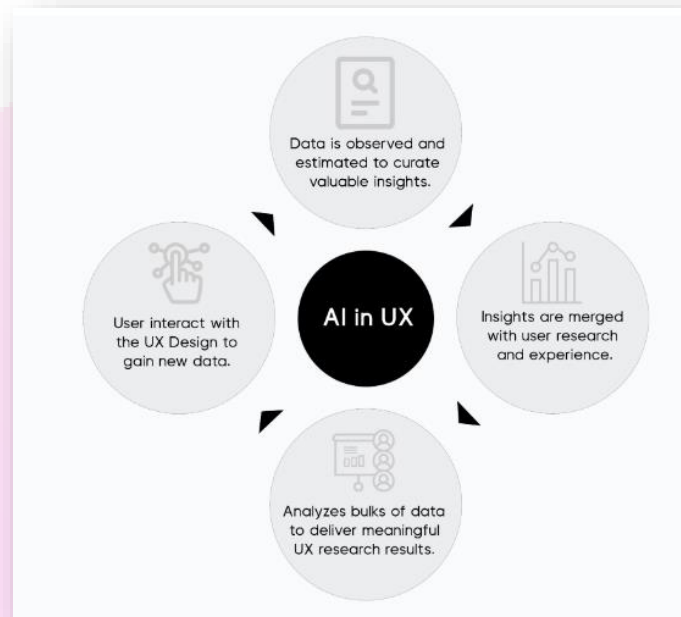 Data is observed and
estimated to curate
valuable insights.
User interact with
the UX Design to
gain new data.
AI in UX
Insights are merged
with user research
and experience.
Analyzes bulks of data
to deliver meaningful
UX research results.